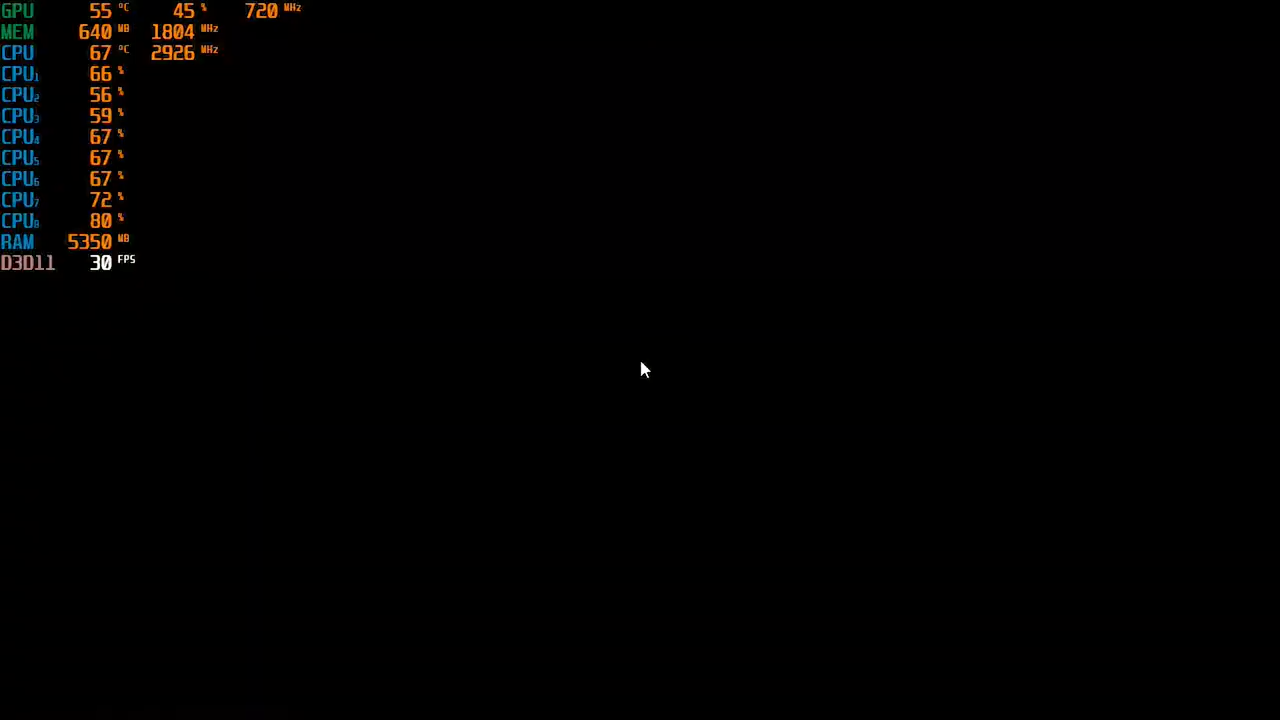 GPU 55 °C 45 % 720 MHz
MEM 640 MB 1804 MHz
CPU 67 °C 2926 MHz
CPU1 66 %
CPU2 56 %
CPU3 59 %
CPU4 67 %
CPU5 67 %
CPU6 67 %
CPU7 72 %
CPU8 80 %
RAM 5350 MB
D3D11 30 FPS